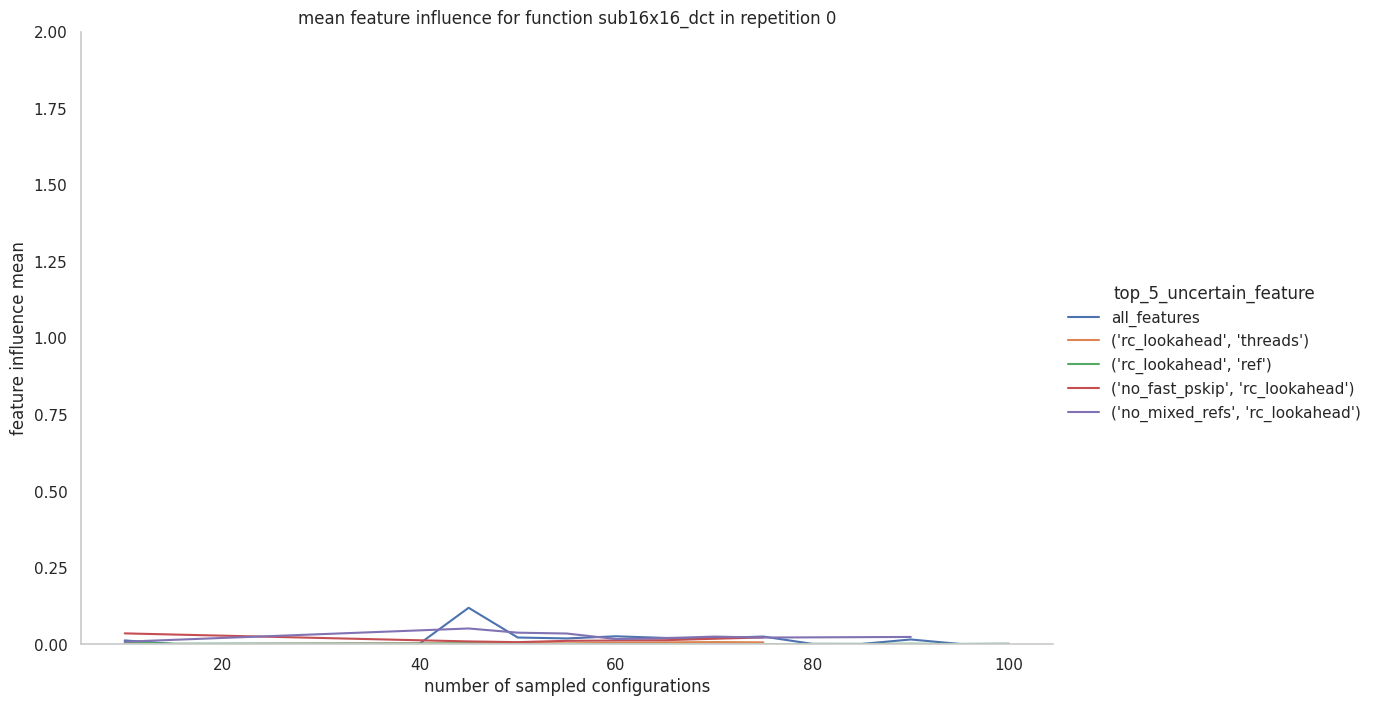 mean feature influence for function sub16x16_dct in repetition 0
2.00
1.75
1.50
1.25
1.00
0.75
0.50
0.25
0.00
feature influence mean
20 40 60 80 100
number of sampled configurations
top_5_uncertain_feature
all_features
('rc_lookahead', 'threads')
('rc_lookahead', 'ref')
('no_fast_pskip', 'rc_lookahead')
('no_mixed_refs', 'rc_lookahead')